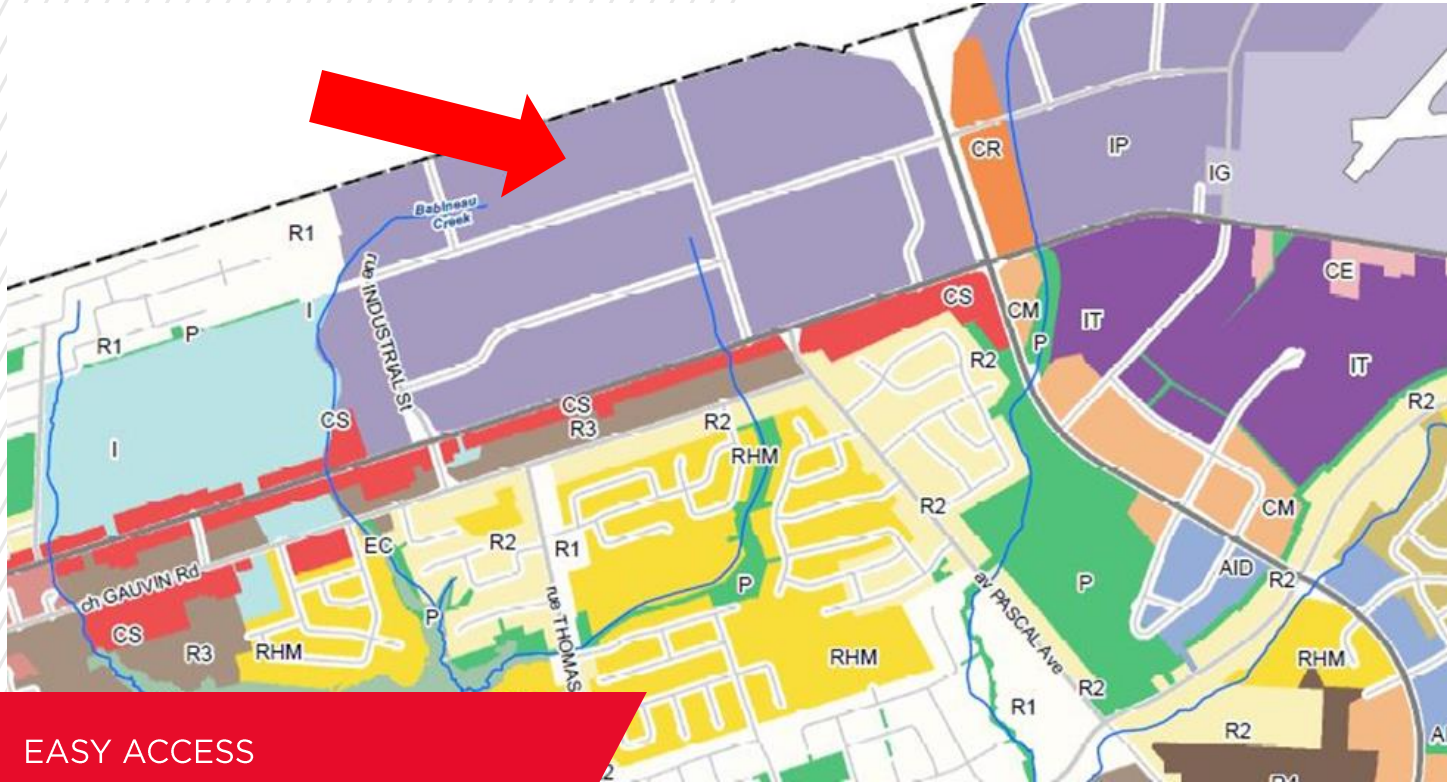 CR
IP
IG
Babineau
Creek
R1
rue INDUSTRIAL St
CE
I
CS
CM
IT
P
P
R1
R2
IT
CS
CS
R2
R3
R2
I
RHM
R2
CM
EC
R2
R1
ch GAUVIN Rd
P
P
AID
R2
P
av PASCAL Ave
rue THOMAS
CS
R3
RHM
RHM
RHM
R2
R1
R2
EASY ACCESS